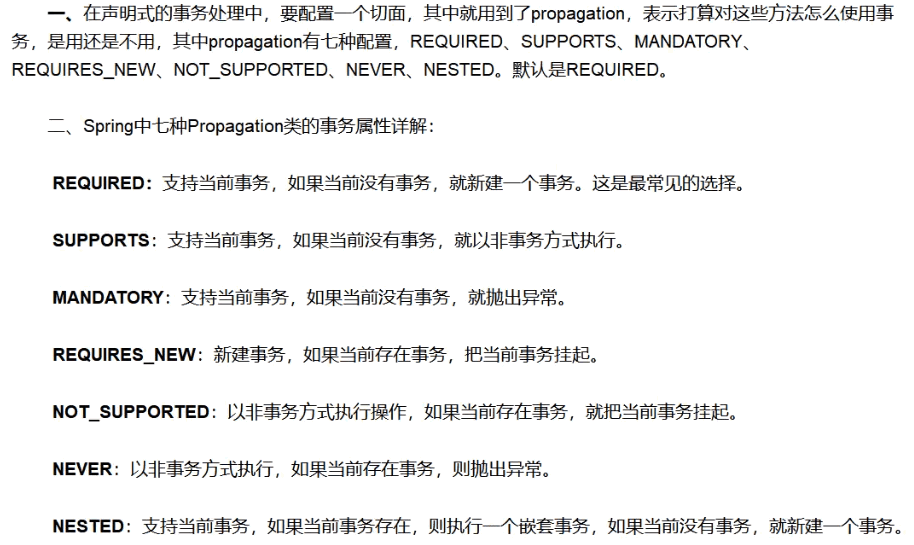 一、在声明式的事务处理中，要配置一个切面，其中就用到了propagation，表示打算对这些方法怎么使用事
务，是用还是不用，其中propagation有七种配置，REQUIRED、SUPPORTS、MANDATORY、
REQUIRES_NEW、NOT_SUPPORTED、NEVER、NESTED。默认是REQUIRED。
二、Spring中七种Propagation类的事务属性详解：
REQUIRED：支持当前事务，如果当前没有事务，就新建一个事务。这是最常见的选择。
SUPPORTS：支持当前事务，如果当前没有事务，就以非事务方式执行。
MANDATORY：支持当前事务，如果当前没有事务，就抛出异常。
REQUIRES_NEW：新建事务，如果当前存在事务，把当前事务挂起。
NOT_SUPPORTED：以非事务方式执行操作，如果当前存在事务，就把当前事务挂起。
NEVER：以非事务方式执行，如果当前存在事务，则抛出异常。
NESTED：支持当前事务，如果当前事务存在，则执行一个嵌套事务，如果当前没有事务，就新建一个事务。